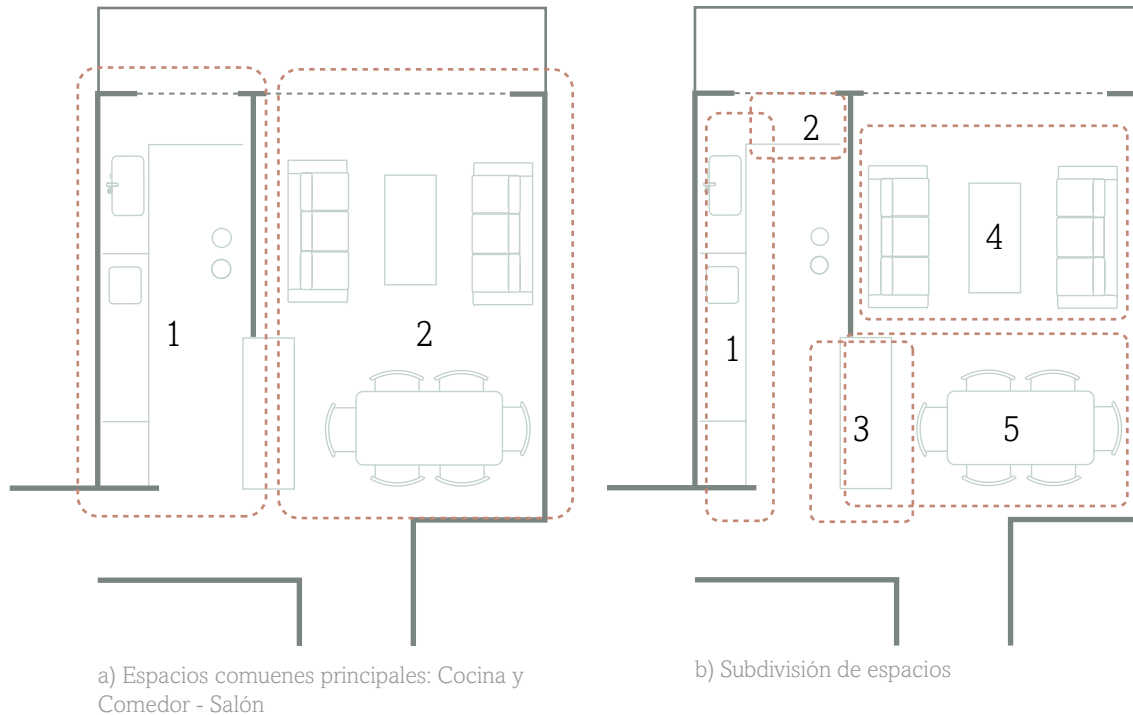 1
2
a) Espacios comuenes principales: Cocina y
Comedor - Salón
1
2
3
4
5
b) Subdivisión de espacios